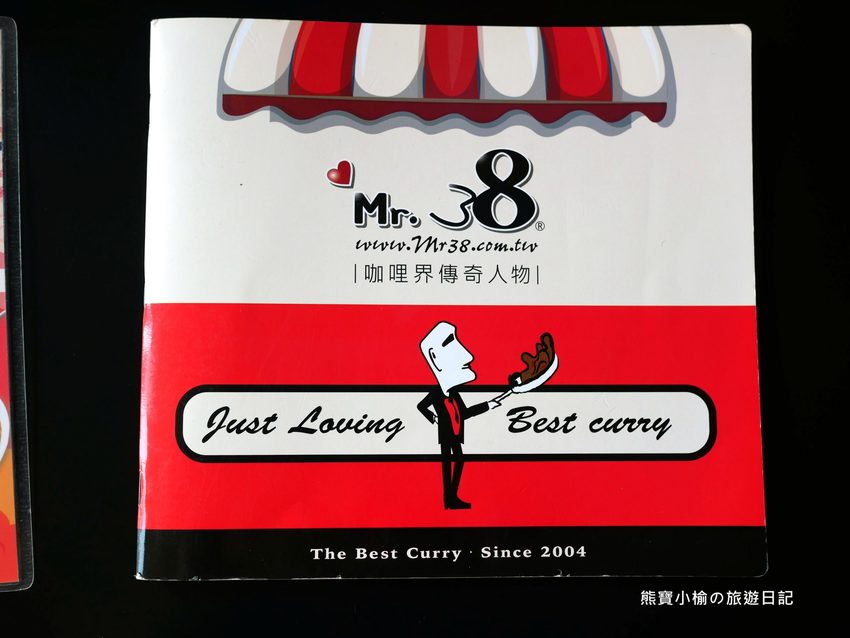 Mr. 38®
www.Mr38.com.tw
|咖哩界傳奇人物|
Just Loving Best curry
The Best Curry · Since 2004
熊寶小榆の旅遊日記